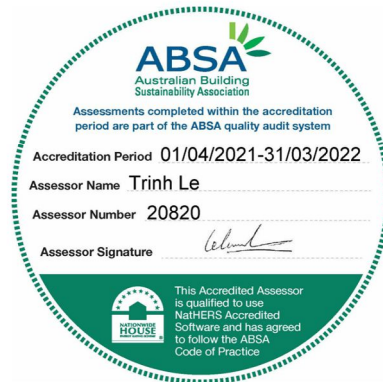 ABSA
Australian Building
Sustainability Association
Assessments completed within the accreditation
period are part of the ABSA quality audit system
Accreditation Period 01/04/2021-31/03/2022
Assessor Name Trinh Le
Assessor Number 20820
Assessor Signature
This Accredited Assessor
is qualified to use
NatHERS Accredited
Software and has agreed
to follow the ABSA
Code of Practice
NATIONWIDE
HOUSE